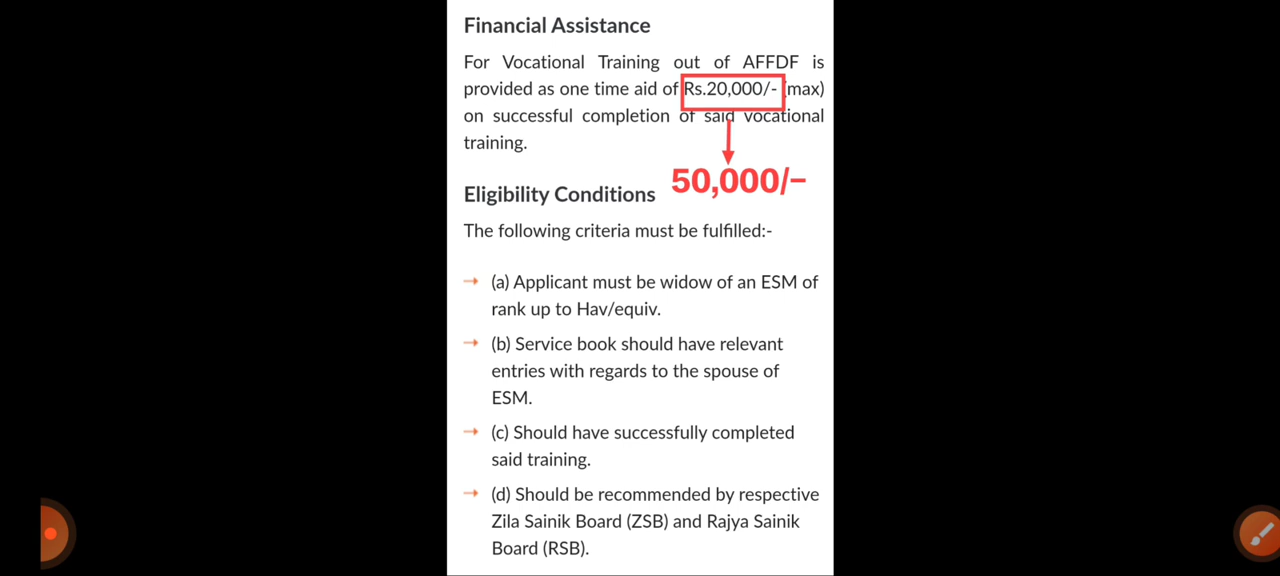 Financial Assistance
For Vocational Training out of AFFDF is
provided as one time aid of Rs.20,000/- (max)
on successful completion of said vocational
training.
50,000/–
Eligibility Conditions
The following criteria must be fulfilled:-
→ (a) Applicant must be widow of an ESM of
rank up to Hav/equiv.
→ (b) Service book should have relevant
entries with regards to the spouse of
ESM.
→ (c) Should have successfully completed
said training.
→ (d) Should be recommended by respective
Zila Sainik Board (ZSB) and Rajya Sainik
Board (RSB).